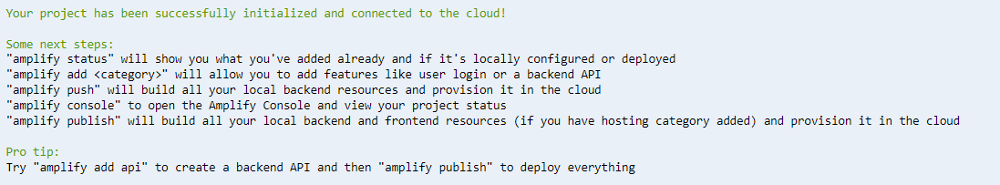 Your project has been successfully initialized and connected to the cloud!
Some next steps:
"amplify status" will show you what you've added already and if it's locally configured or deployed
"amplify add <category>" will allow you to add features like user login or a backend API
"amplify push" will build all your local backend resources and provision it in the cloud
"amplify console" to open the Amplify Console and view your project status
"amplify publish" will build all your local backend and frontend resources (if you have hosting category added) and provision it in the cloud
Pro tip:
Try "amplify add api" to create a backend API and then "amplify publish" to deploy everything